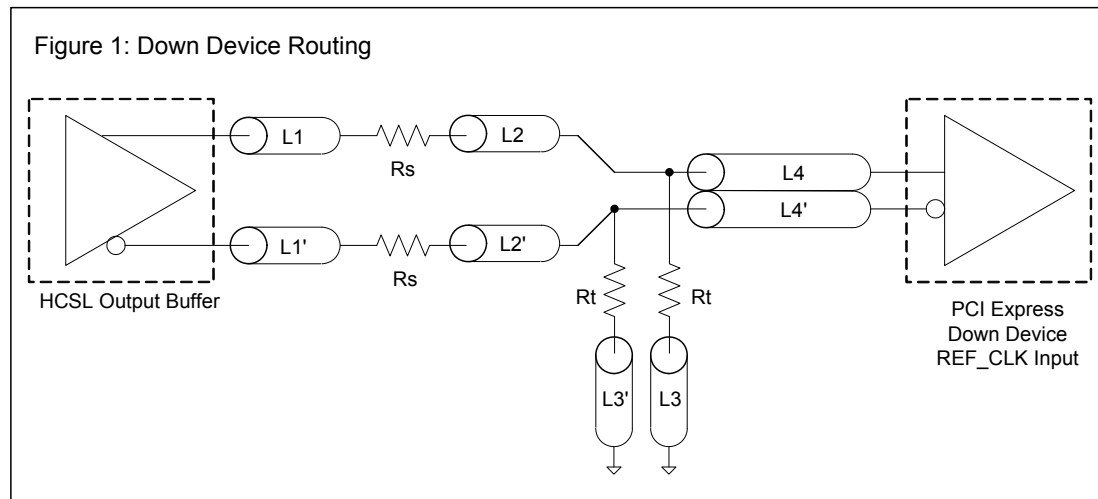 Figure 1: Down Device Routing
L1
Rs
L2
L4
L4'
L1'
Rs
L2'
HCSL Output Buffer
Rt
Rt
L3'
L3
PCI Express
Down Device
REF_CLK Input